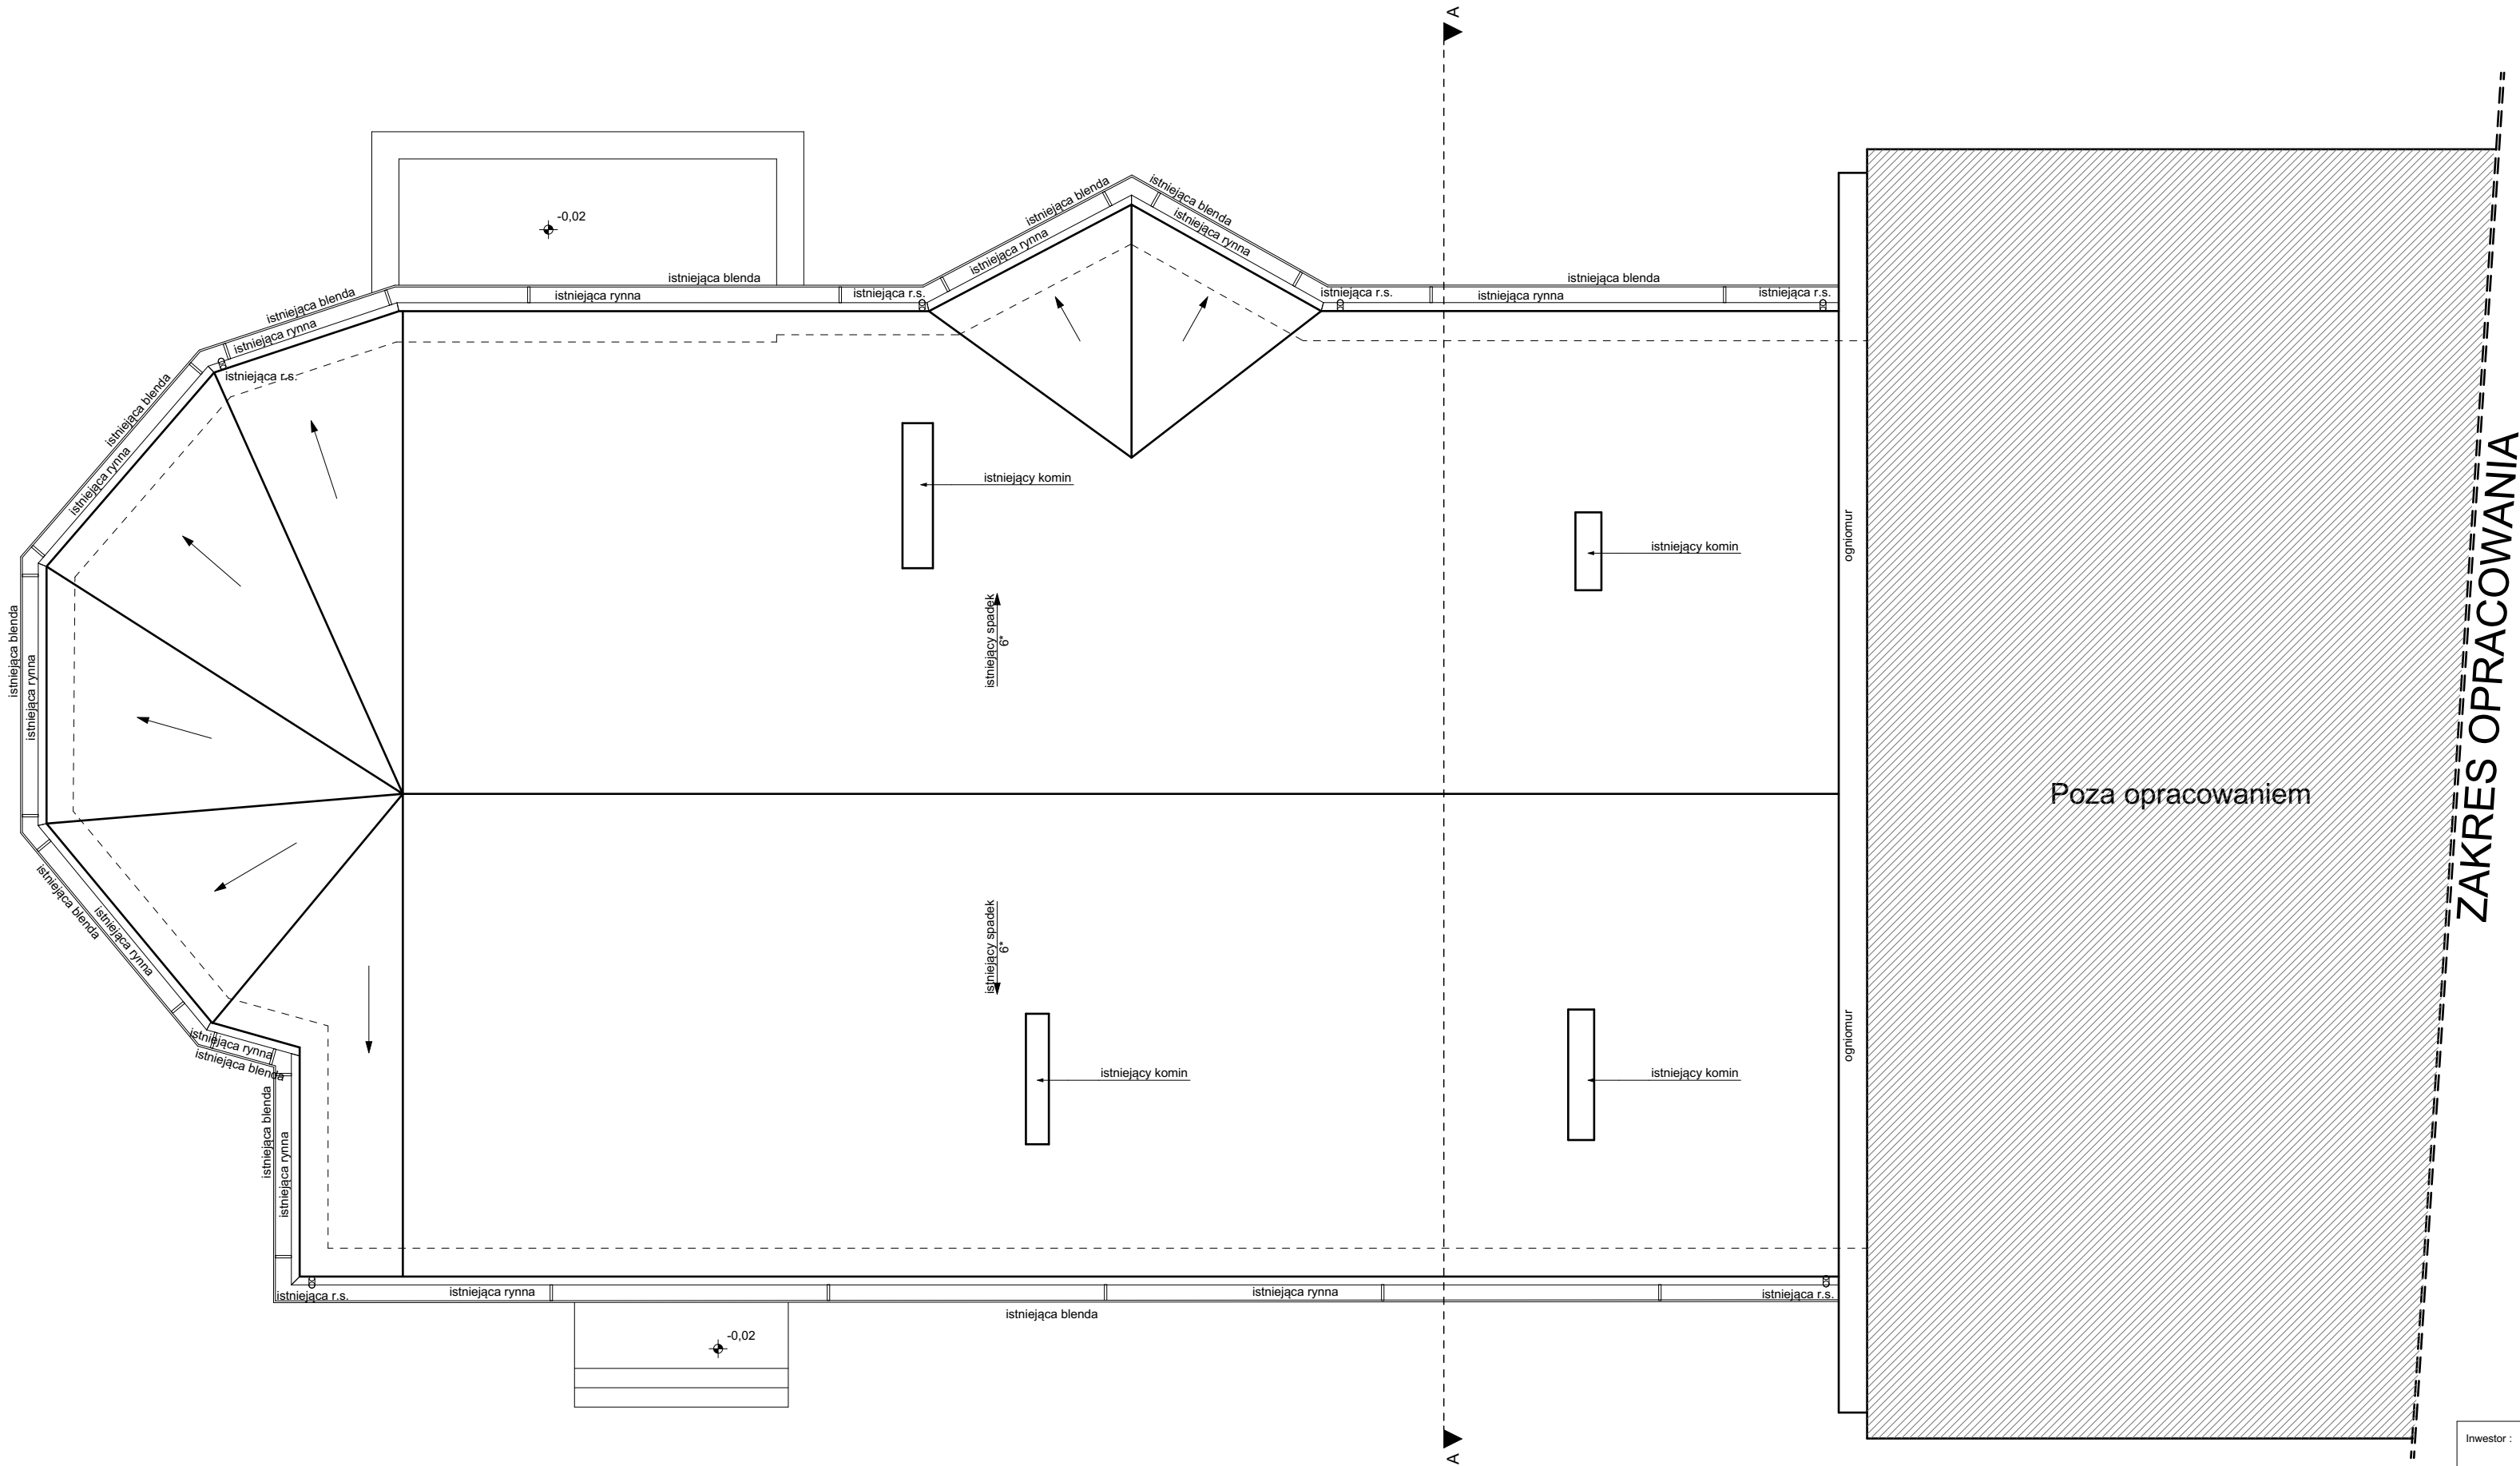 A
-0,02
istniejąca blenda
istniejąca blenda
istniejąca rynna
istniejąca rynna
istniejąca blenda
istniejąca blenda
istniejąca rynna
istniejąca r.s.
istniejąca r.s.
istniejąca rynna
istniejąca r.s.
istniejąca blenda
istniejąca rynna
istniejąca r.s.
istniejąca blenda
istniejąca rynna
istniejący komin
istniejący komin
ogniomur
istniejąca blenda
istniejąca rynna
istniejący spadek
6*
Poza opracowaniem
ZAKRES OPRACOWANIA
istniejąca blenda
istniejąca rynna
istniejący spadek
6*
istniejąca rynna
istniejąca blenda
istniejący komin
istniejący komin
ogniomur
istniejąca blenda
istniejąca rynna
istniejąca r.s.
istniejąca rynna
istniejąca rynna
istniejąca r.s.
istniejąca blenda
-0,02
A
Inwestor :